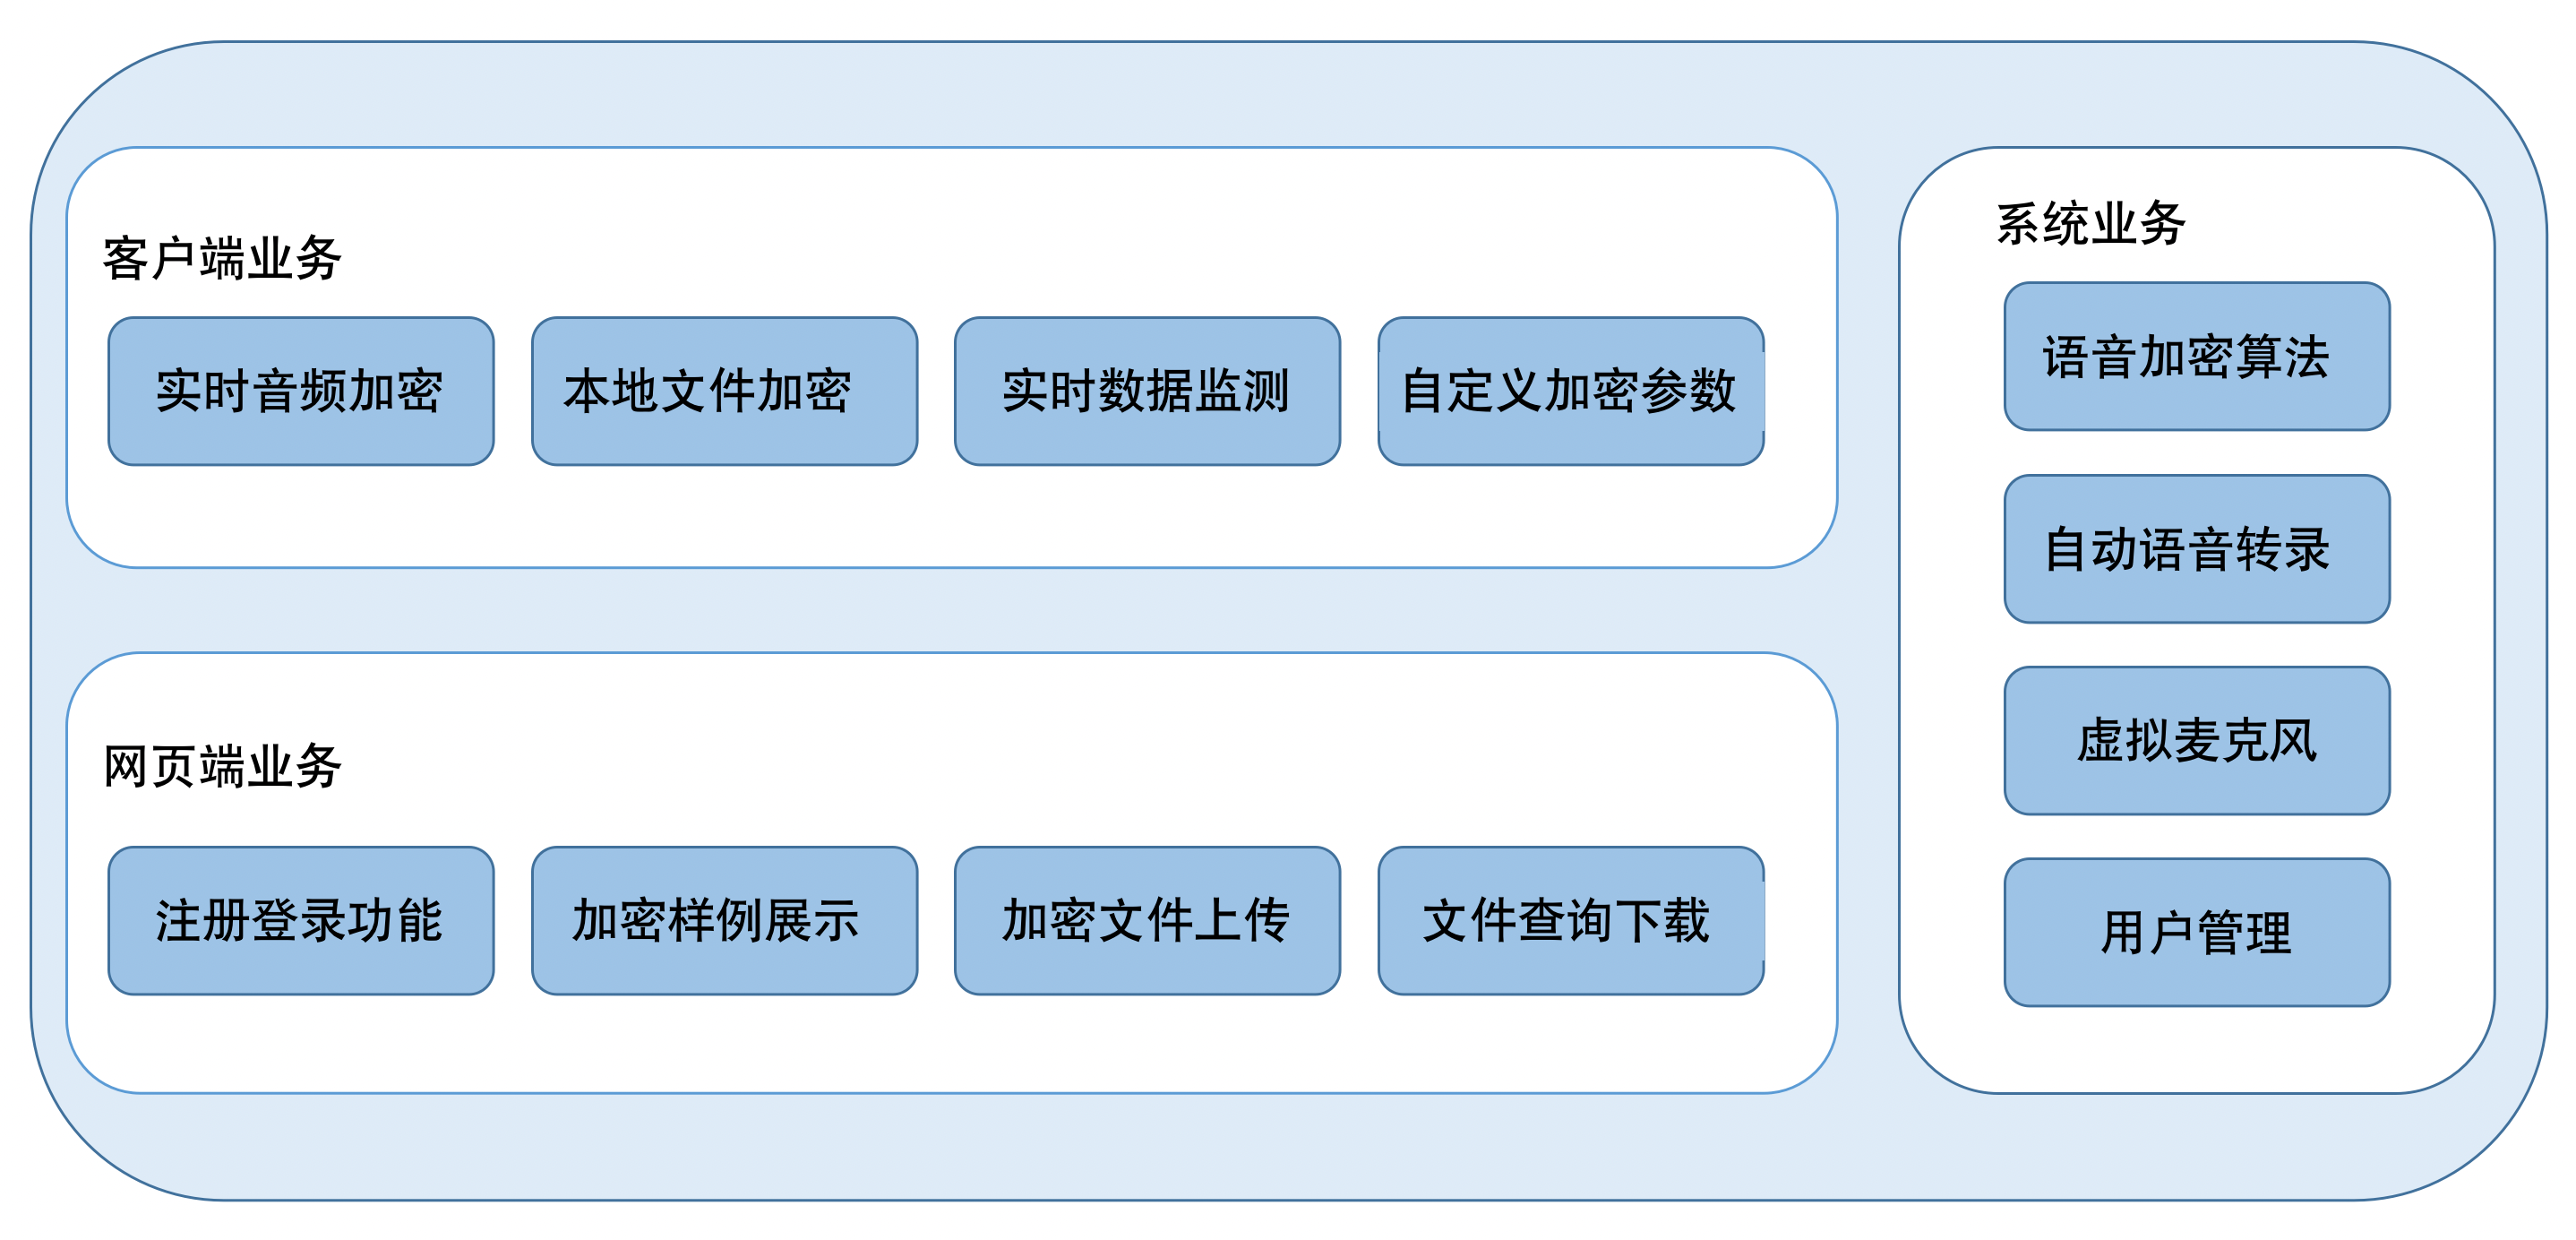 客户端业务
实时音频加密
本地文件加密
实时数据监测
自定义加密参数
网页端业务
注册登录功能
加密样例展示
加密文件上传
文件查询下载
系统业务
语音加密算法
自动语音转录
虚拟麦克风
用户管理